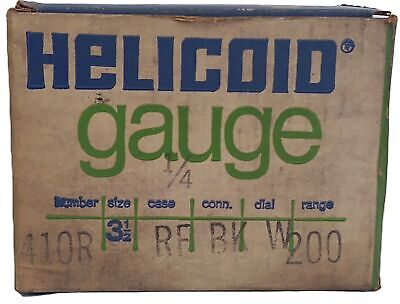 HELICOID®
gauge
1/4
number size case conn. dial range
410R 3½ RF BK W 200